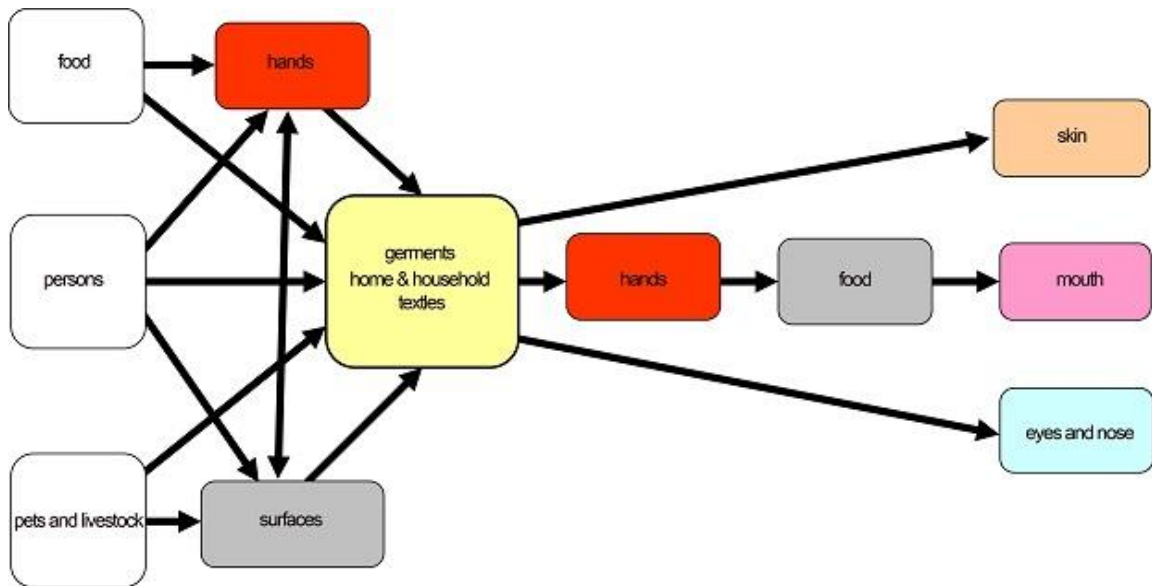 food
hands
skin
persons
germents
home & household
textles
hands
food
mouth
eyes and nose
pets and livestock
surfaces